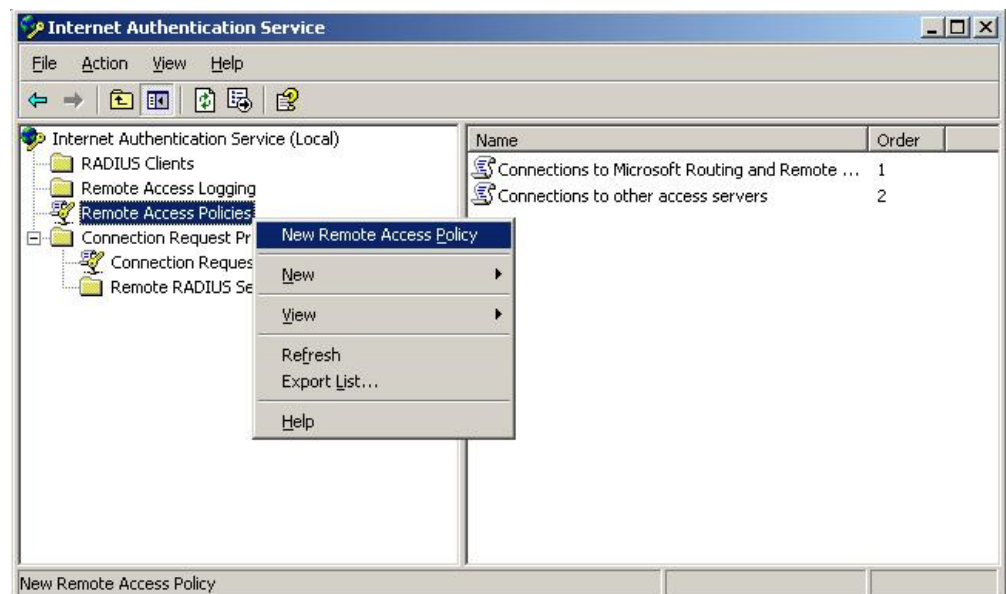 Internet Authentication Service
File Action View Help
Internet Authentication Service (Local)
RADIUS Clients
Remote Access Logging
Remote Access Policies
Connection Request Pr
Connection Reques
Remote RADIUS Se
New Remote Access Policy
New
View
Refresh
Export List...
Help
Name Order
Connections to Microsoft Routing and Remote ... 1
Connections to other access servers 2
New Remote Access Policy